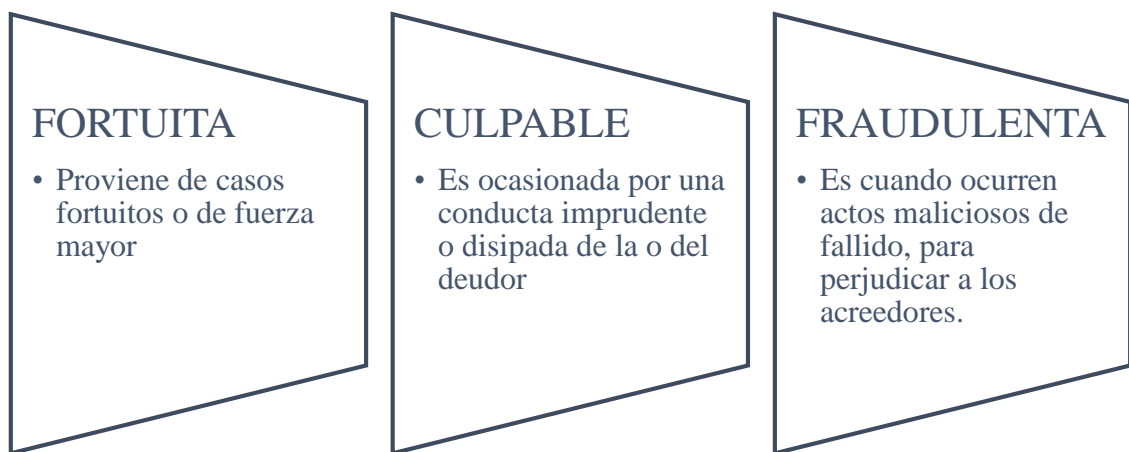 FORTUITA
• Proviene de casos
fortuitos o de fuerza
mayor
CULPABLE
• Es ocasionada por una
conducta imprudente
o disipada de la o del
deudor
FRAUDULENTA
• Es cuando ocurren
actos maliciosos de
fallido, para
perjudicar a los
acreedores.